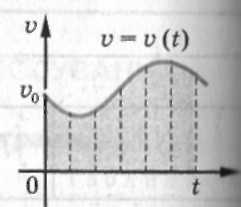 v
v = v (t)
v₀
0
t